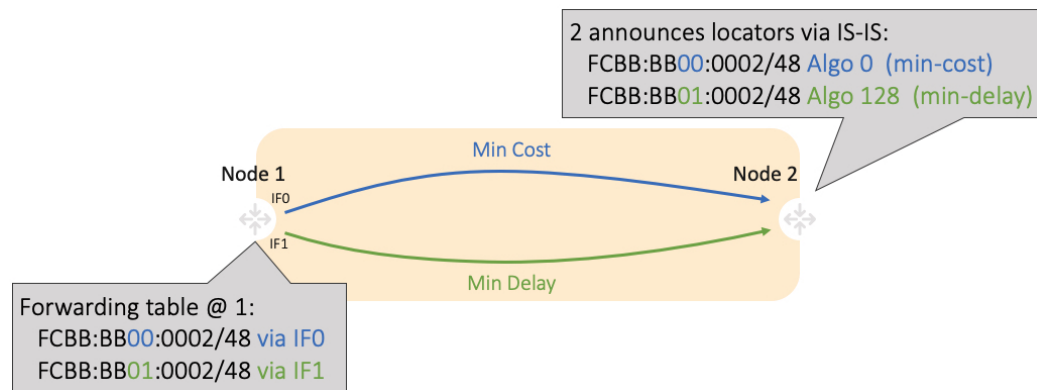 2 announces locators via IS-IS:
FCBB:BB00:0002/48 Algo 0 (min-cost)
FCBB:BB01:0002/48 Algo 128 (min-delay)
Min Cost
Node 1
Node 2
IF0
IF1
Min Delay
Forwarding table @ 1:
FCBB:BB00:0002/48 via IF0
FCBB:BB01:0002/48 via IF1